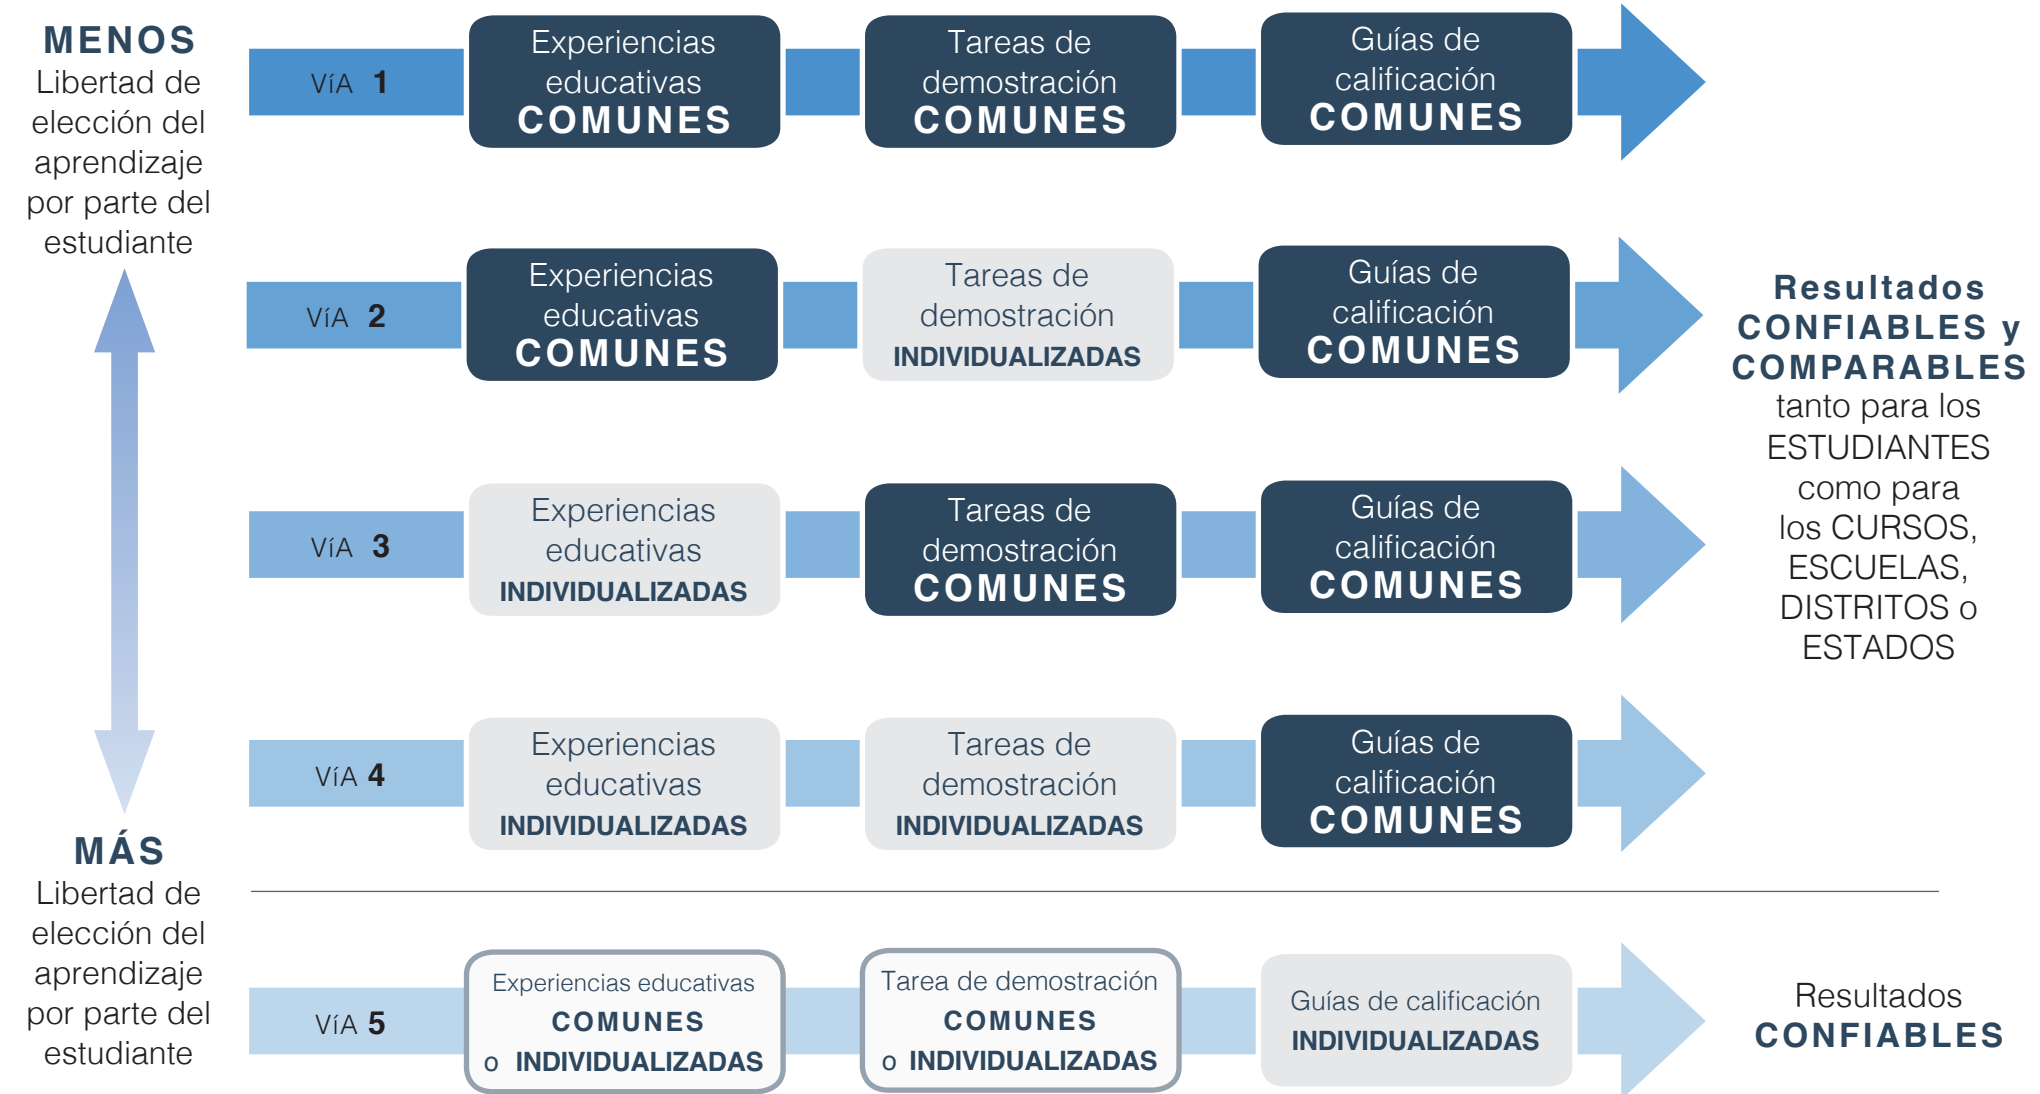 MENOS
Libertad de
elección del
aprendizaje
por parte del
estudiante
MÁS
Libertad de
elección del
aprendizaje
por parte del
estudiante
VíA 1
Experiencias
educativas
COMUNES
Tareas de
demostración
COMUNES
Guías de
calificación
COMUNES
VíA 2
Experiencias
educativas
COMUNES
Tareas de
demostración
INDIVIDUALIZADAS
Guías de
calificación
COMUNES
VíA 3
Experiencias
educativas
INDIVIDUALIZADAS
Tareas de
demostración
COMUNES
Guías de
calificación
COMUNES
VíA 4
Experiencias
educativas
INDIVIDUALIZADAS
Tareas de
demostración
INDIVIDUALIZADAS
Guías de
calificación
COMUNES
Resultados
CONFIABLES y
COMPARABLES
tanto para los
ESTUDIANTES
como para
los CURSOS,
ESCUELAS,
DISTRITOS o
ESTADOS
VíA 5
Experiencias educativas
COMUNES
o INDIVIDUALIZADAS
Tarea de demostración
COMUNES
o INDIVIDUALIZADAS
Guías de calificación
INDIVIDUALIZADAS
Resultados
CONFIABLES